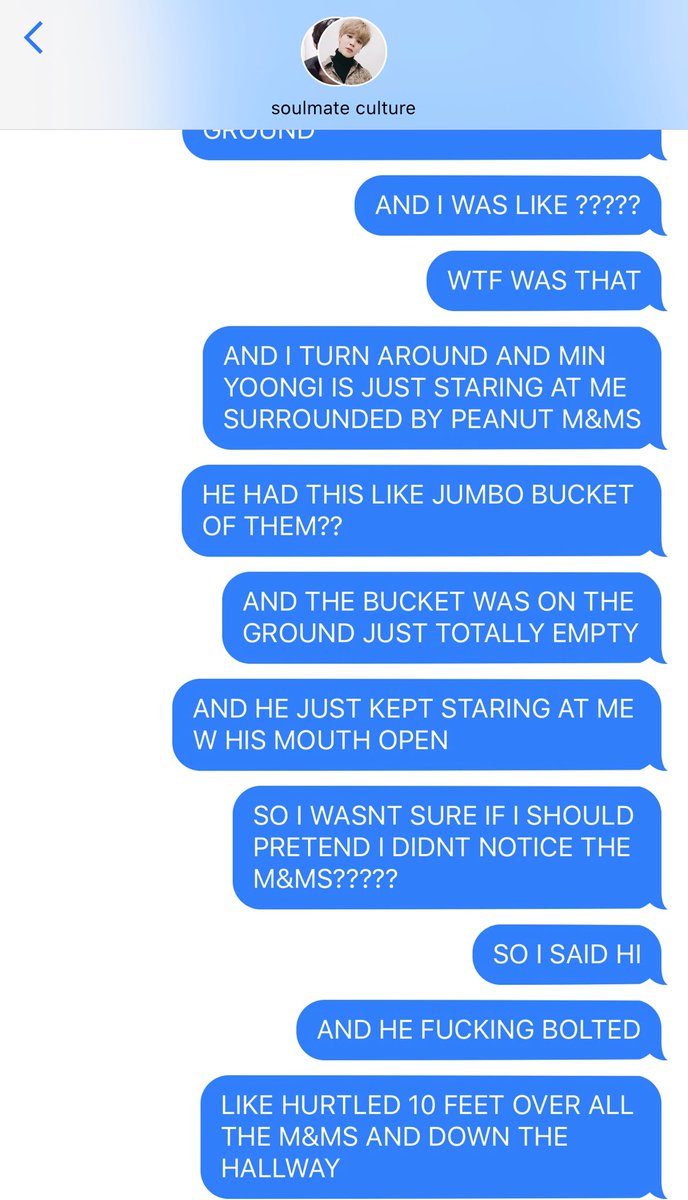 soulmate culture
GROUND
AND I WAS LIKE ?????
WTF WAS THAT
AND I TURN AROUND AND MIN
YOONGI IS JUST STARING AT ME
SURROUNDED BY PEANUT M&MS
HE HAD THIS LIKE JUMBO BUCKET
OF THEM??
AND THE BUCKET WAS ON THE
GROUND JUST TOTALLY EMPTY
AND HE JUST KEPT STARING AT ME
W HIS MOUTH OPEN
SO I WASNT SURE IF I SHOULD
PRETEND I DIDNT NOTICE THE
M&MS?????
SO I SAID HI
AND HE FUCKING BOLTED
LIKE HURTLED 10 FEET OVER ALL
THE M&MS AND DOWN THE
HALLWAY